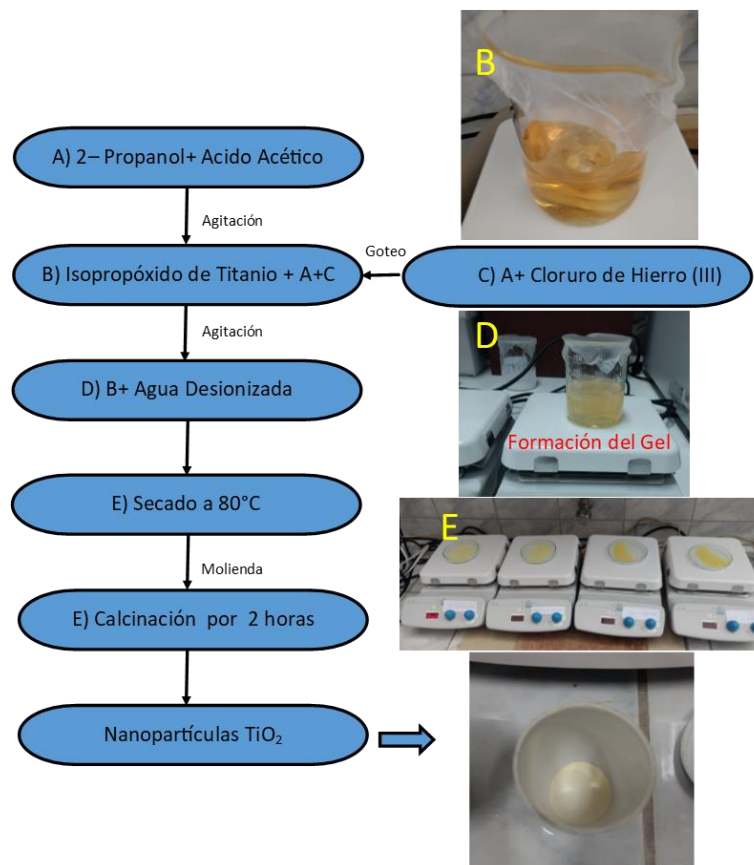 B
A) 2– Propanol+ Acido Acético
Agitación
Goteo
B) Isopropóxido de Titanio + A+C
C) A+ Cloruro de Hierro (III)
Agitación
D
D) B+ Agua Desionizada
Formación del Gel
E) Secado a 80°C
E
Molienda
E) Calcinación por 2 horas
Nanopartículas TiO₂